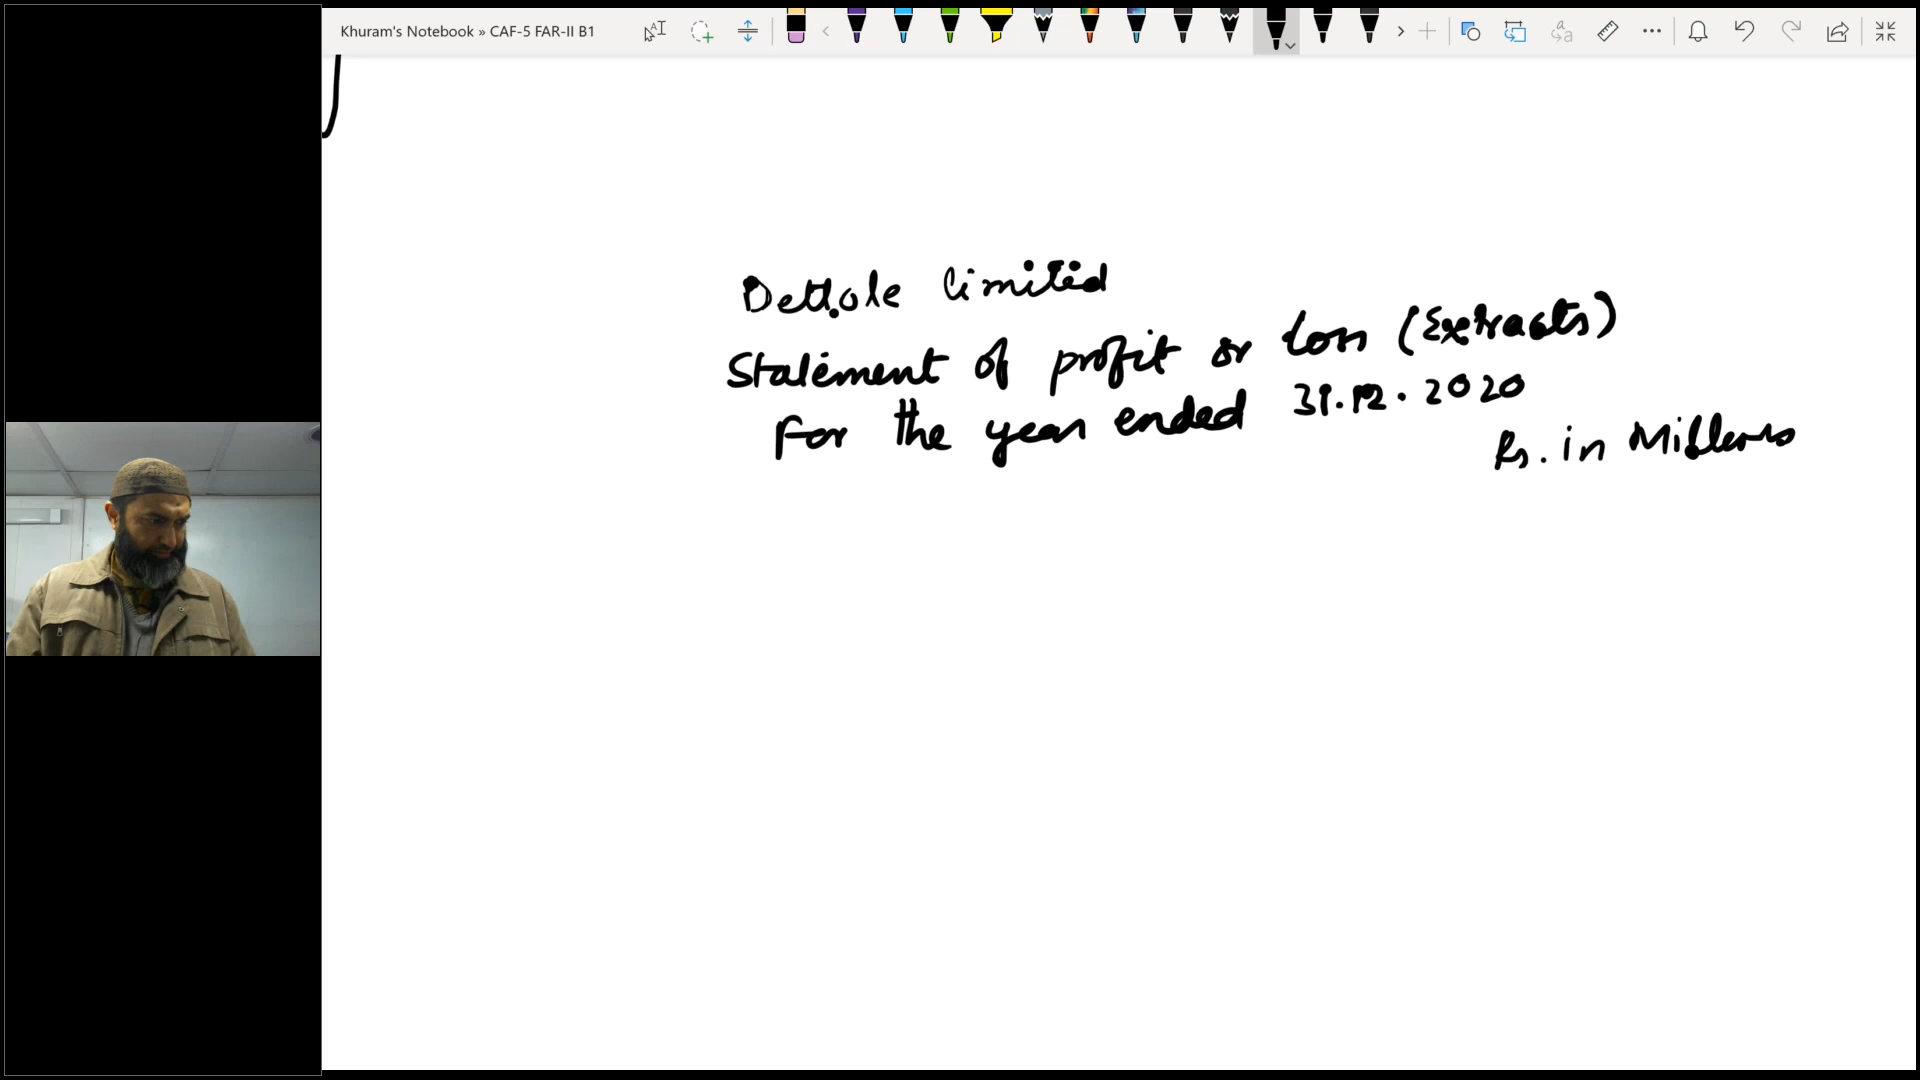 Khuram's Notebook » CAF-5 FAR-II B1
Dettole limited
Statement of profit or loss (Extracts)
For the year ended 31.12.2020
Rs. in Millions